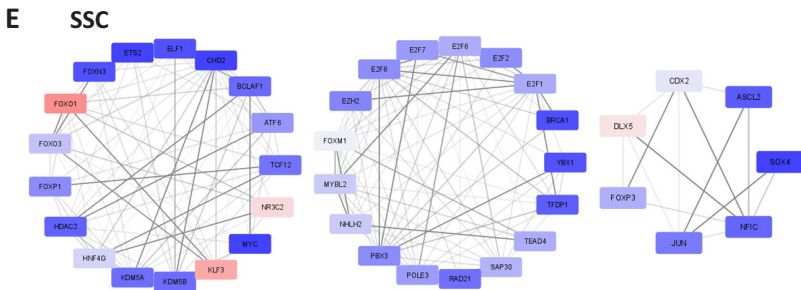 E SSC
ETS2
ELF1
CHD2
FOXN3
BCLAF1
FOXO1
ATF6
FOXO3
TCF12
FOXP1
NR3C2
HDAC2
MYC
HNF4G
KLF3
KDM5A
KDM5B
E2F7
E2F6
E2F2
E2F8
E2F1
EZH2
BRCA1
FOXM1
YBX1
MYBL2
TFDP1
NHLH2
TEAD4
PBX3
SAP30
POLE3
RAD21
CDX2
ASCL2
DLX5
SOX4
FOXP3
NFIC
JUN